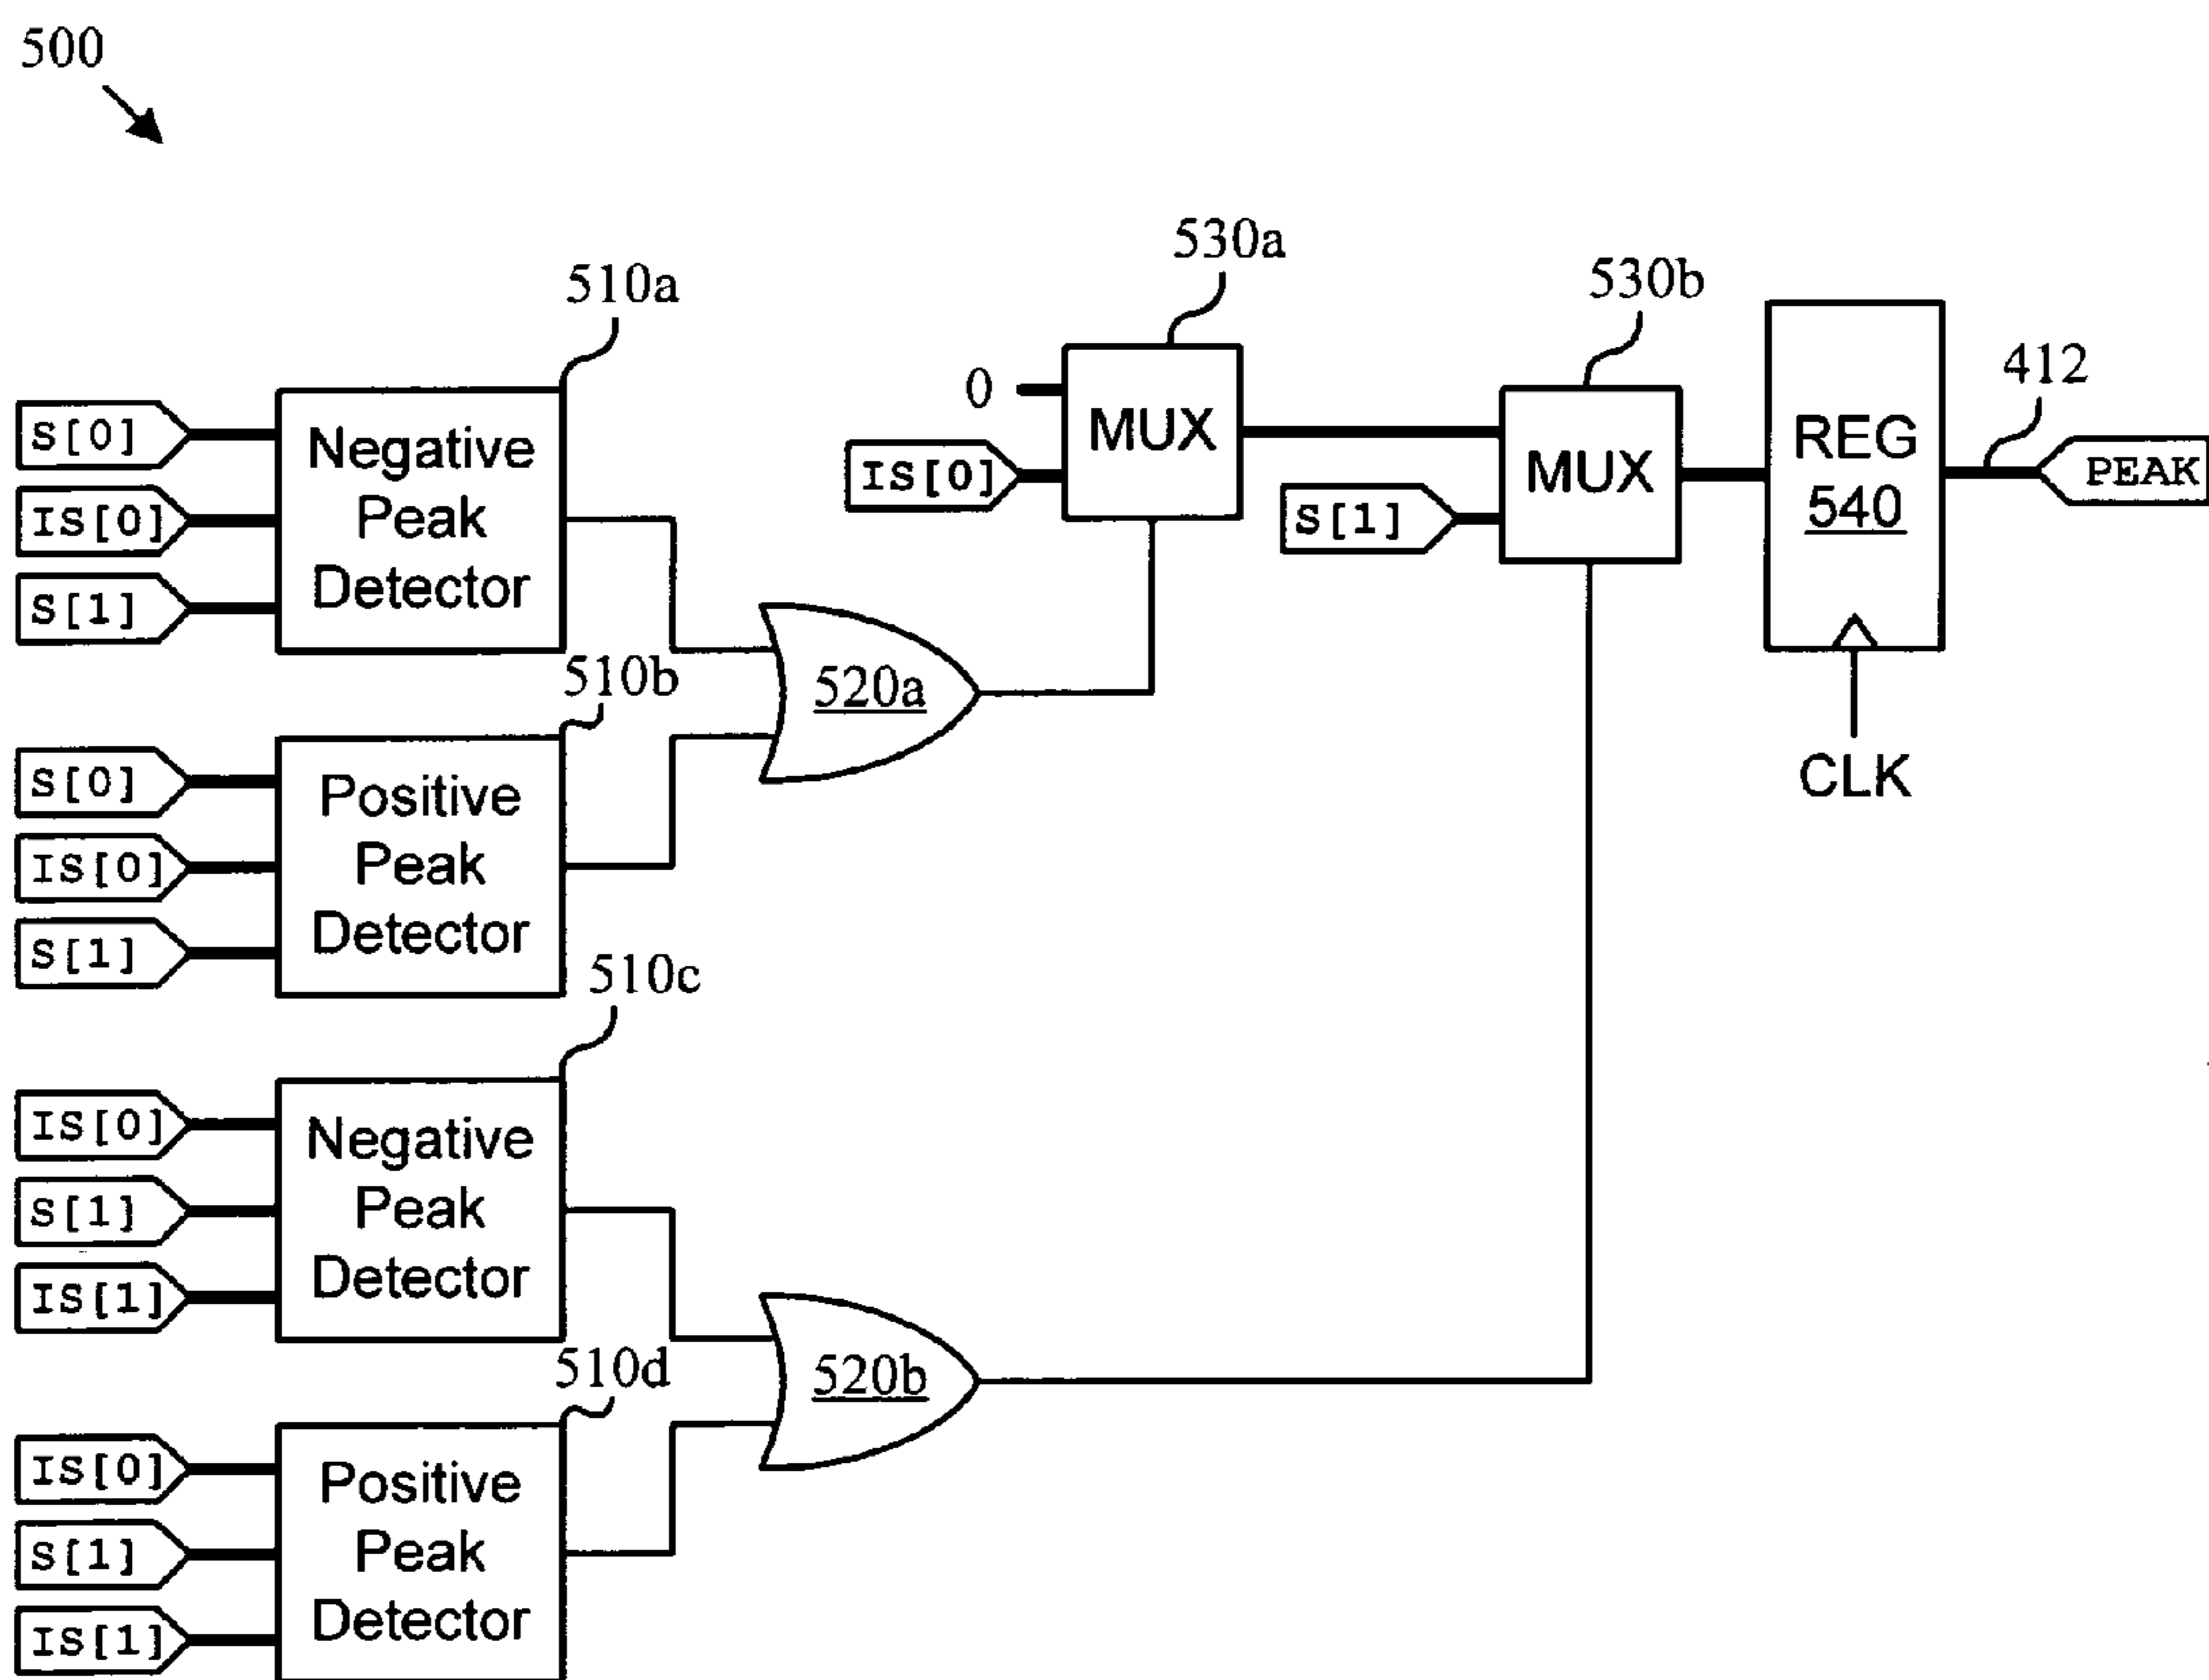 500
530a
530b
510a
412
0
MUX
IS[0]
S[1]
MUX
REG
540
PEAK
CLK
S[0]
IS[0]
S[1]
Negative
Peak
Detector
520a
510b
S[0]
IS[0]
S[1]
Positive
Peak
Detector
510c
IS[0]
S[1]
IS[1]
Negative
Peak
Detector
520b
510d
IS[0]
S[1]
IS[1]
Positive
Peak
Detector